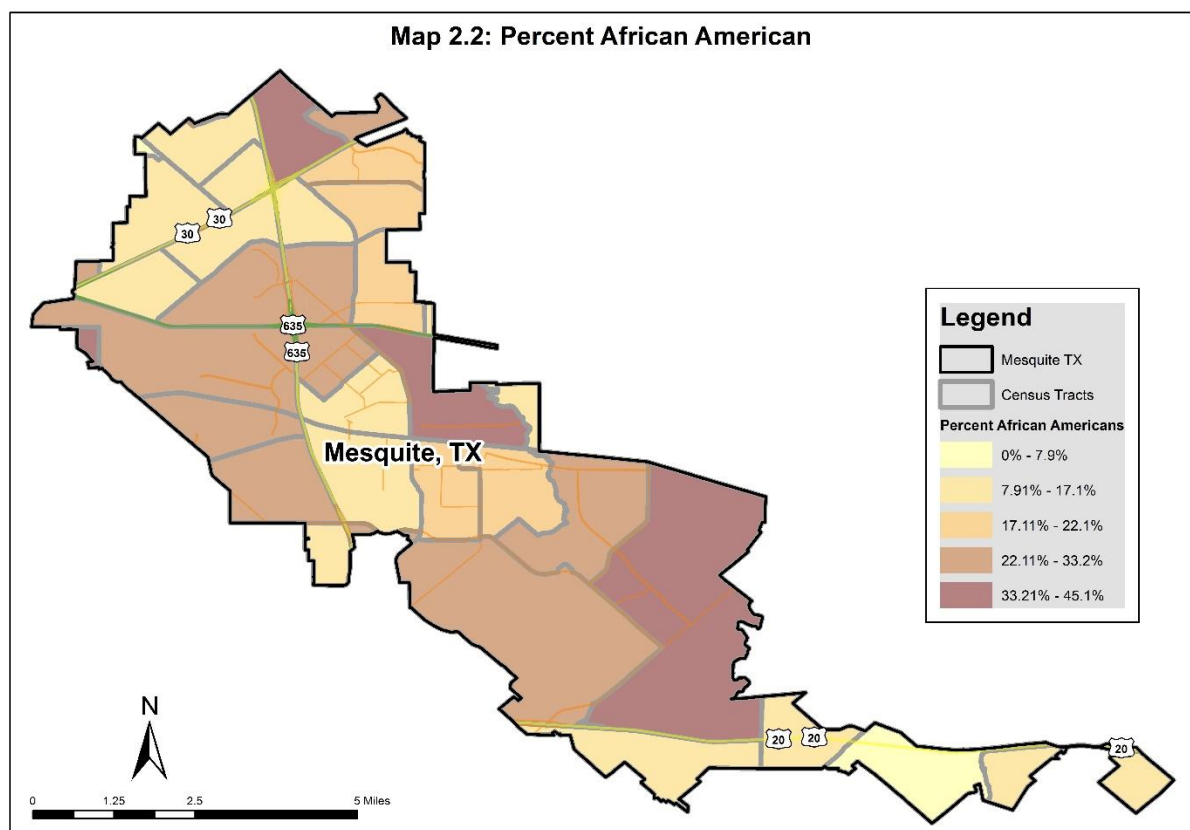 Map 2.2: Percent African American
30
30
635
635
Mesquite, TX
20
20
20
Legend
Mesquite TX
Census Tracts
Percent African Americans
0% - 7.9%
7.91% - 17.1%
17.11% - 22.1%
22.11% - 33.2%
33.21% - 45.1%
N
0 1.25 2.5 5 Miles